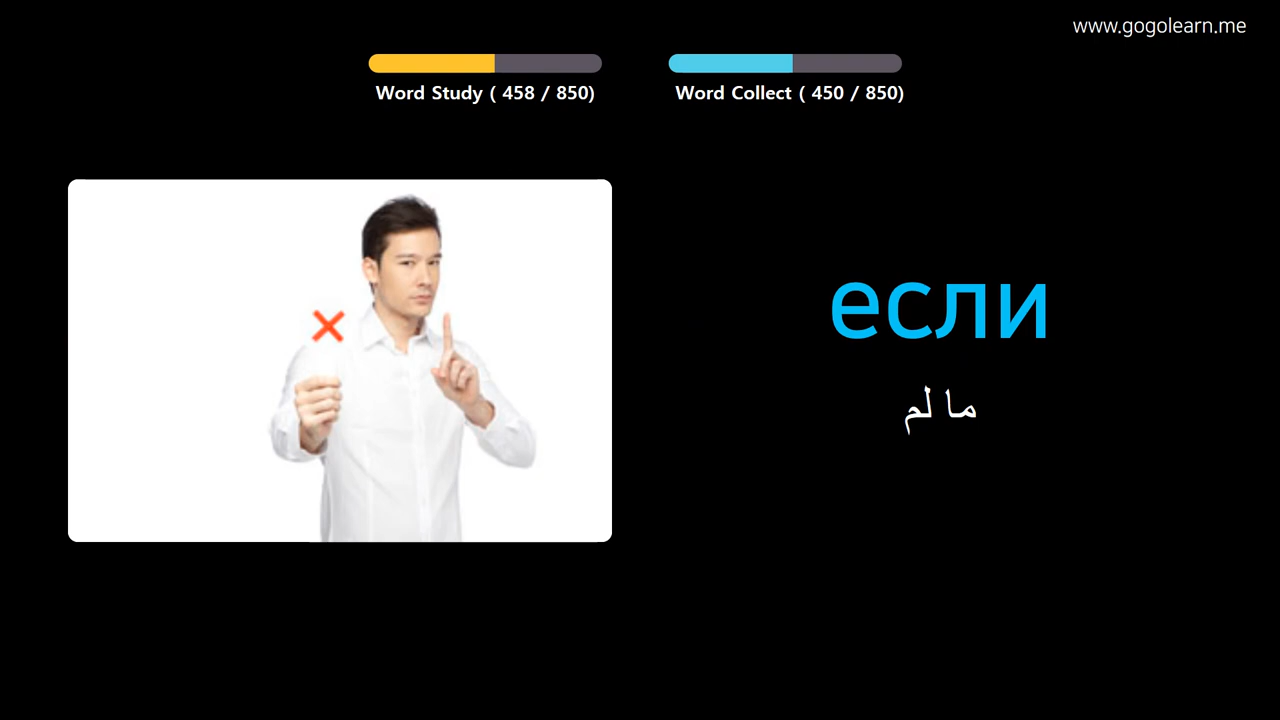 www.gogolearn.me
Word Study ( 458 / 850)
Word Collect ( 450 / 850)
если
ما لم